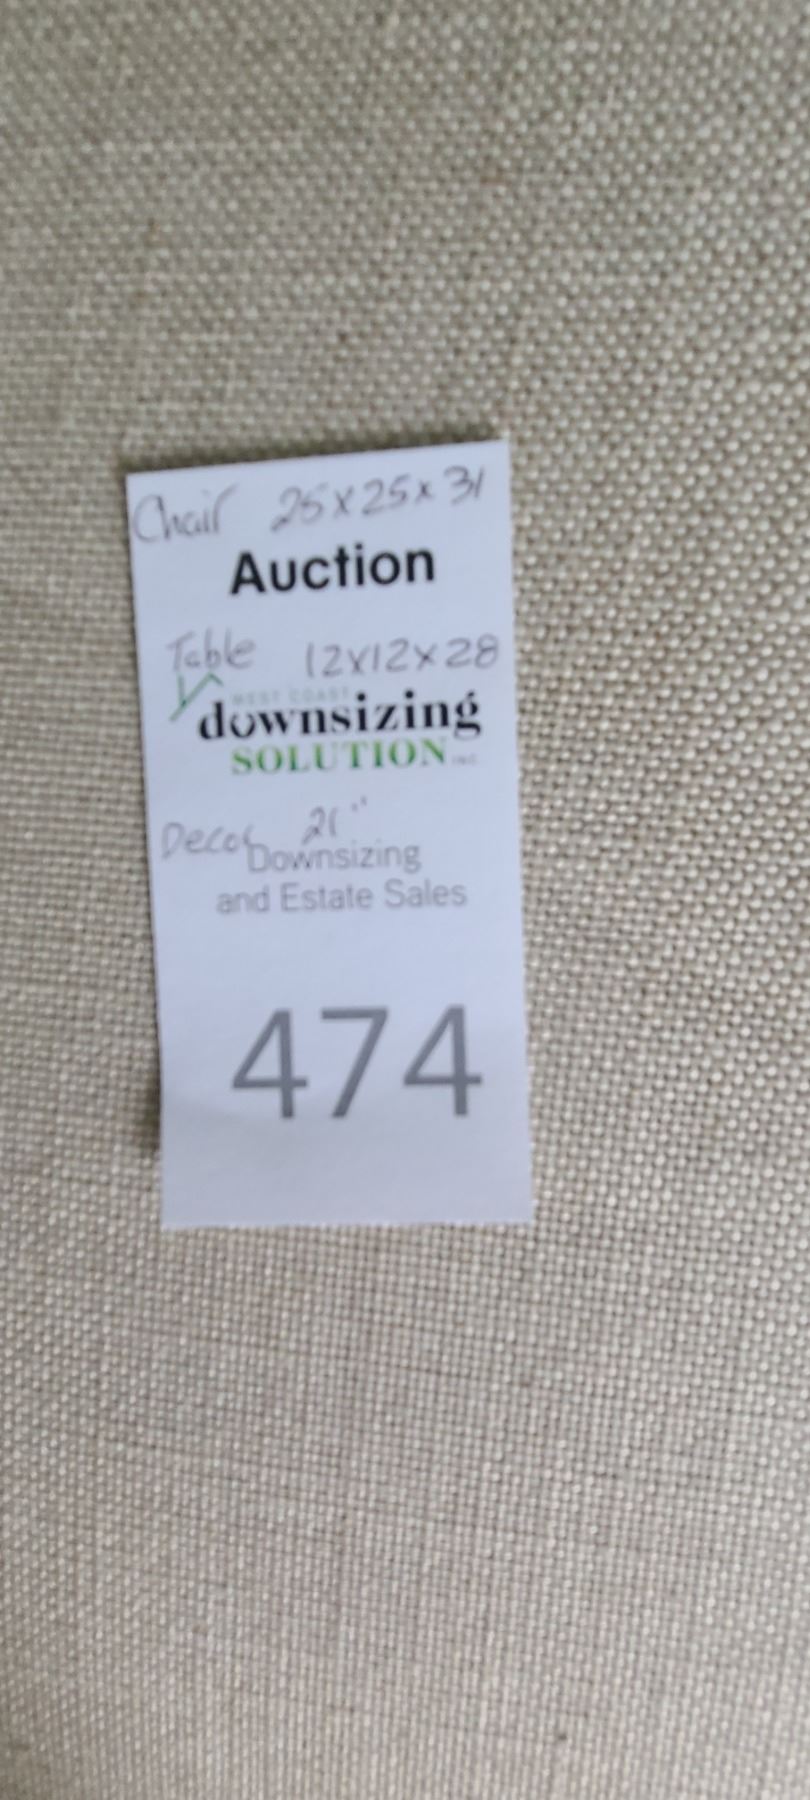 Chair 25x25x31
Auction
Table 12x12x28
WEST COAST
downsizing
SOLUTION INC
Decor 21"
Downsizing
and Estate Sales
474